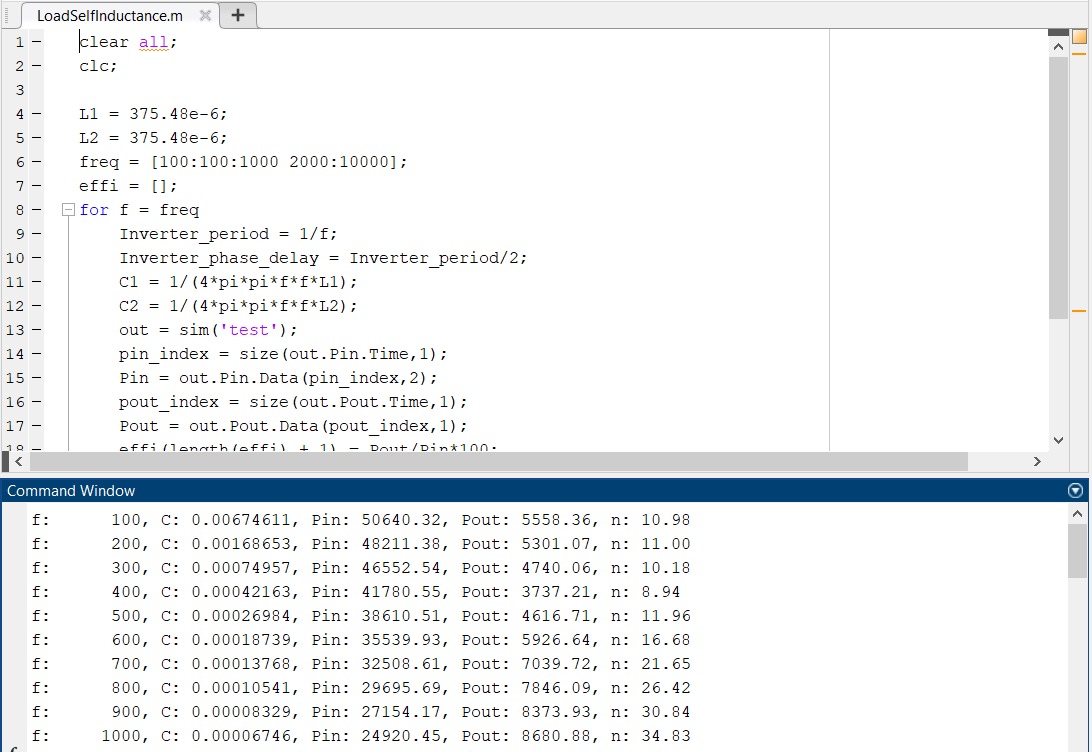 LoadSelfInductance.m
1 clear all;
2 clc;
3
4 L1 = 375.48e-6;
5 L2 = 375.48e-6;
6 freq = [100:100:1000 2000:10000];
7 effi = [];
8 for f = freq
9 Inverter_period = 1/f;
10 Inverter_phase_delay = Inverter_period/2;
11 C1 = 1/(4*pi*pi*f*f*L1);
12 C2 = 1/(4*pi*pi*f*f*L2);
13 out = sim('test');
14 pin_index = size(out.Pin.Time,1);
15 Pin = out.Pin.Data(pin_index,2);
16 pout_index = size(out.Pout.Time,1);
17 Pout = out.Pout.Data(pout_index,1);
18 effi(length(effi) + 1) = Pout/Pin*100;
Command Window
f: 100, C: 0.00674611, Pin: 50640.32, Pout: 5558.36, n: 10.98
f: 200, C: 0.00168653, Pin: 48211.38, Pout: 5301.07, n: 11.00
f: 300, C: 0.00074957, Pin: 46552.54, Pout: 4740.06, n: 10.18
f: 400, C: 0.00042163, Pin: 41780.55, Pout: 3737.21, n: 8.94
f: 500, C: 0.00026984, Pin: 38610.51, Pout: 4616.71, n: 11.96
f: 600, C: 0.00018739, Pin: 35539.93, Pout: 5926.64, n: 16.68
f: 700, C: 0.00013768, Pin: 32508.61, Pout: 7039.72, n: 21.65
f: 800, C: 0.00010541, Pin: 29695.69, Pout: 7846.09, n: 26.42
f: 900, C: 0.00008329, Pin: 27154.17, Pout: 8373.93, n: 30.84
f: 1000, C: 0.00006746, Pin: 24920.45, Pout: 8680.88, n: 34.83